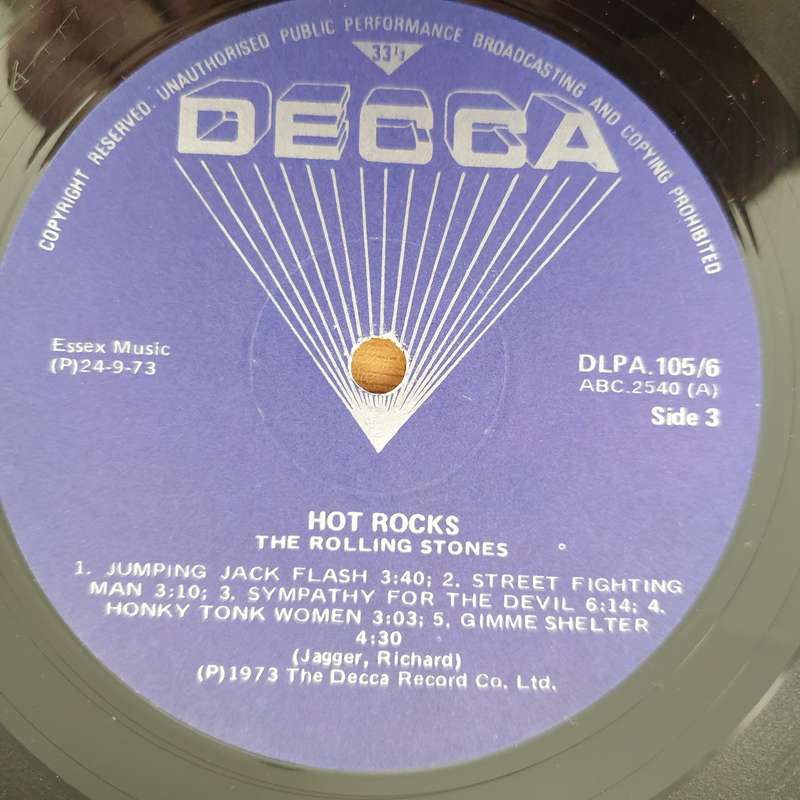 COPYRIGHT RESERVED. UNAUTHORISED PUBLIC PERFORMANCE BROADCASTING AND COPYING PROHIBITED
33⅓
DECCA
Essex Music
(P)24-9-73
DLPA.105/6
ABC.2540 (A)
Side 3
HOT ROCKS
THE ROLLING STONES
1. JUMPING JACK FLASH 3:40; 2. STREET FIGHTING
MAN 3:10; 3. SYMPATHY FOR THE DEVIL 6:14; 4.
HONKY TONK WOMEN 3:03; 5. GIMME SHELTER
4:30
(Jagger, Richard)
(P)1973 The Decca Record Co. Ltd.